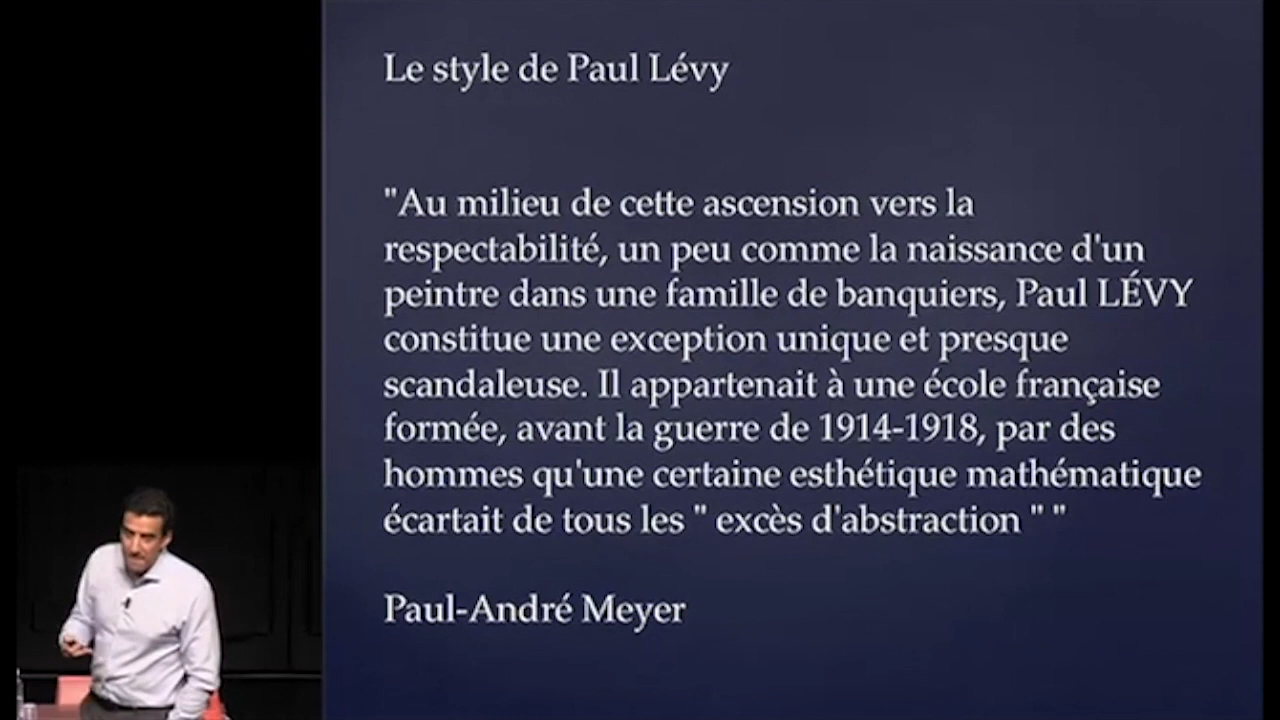 Le style de Paul Lévy
"Au milieu de cette ascension vers la
respectabilité, un peu comme la naissance d'un
peintre dans une famille de banquiers, Paul LÉVY
constitue une exception unique et presque
scandaleuse. Il appartenait à une école française
formée, avant la guerre de 1914-1918, par des
hommes qu'une certaine esthétique mathématique
écartait de tous les " excès d'abstraction " "
Paul-André Meyer